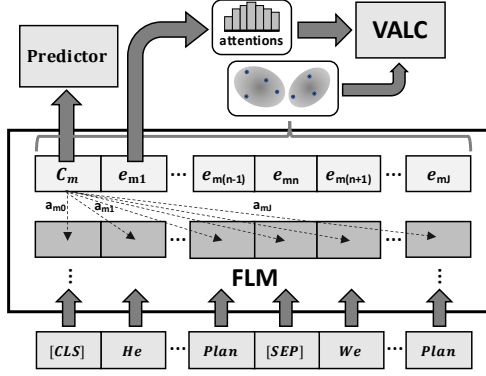 attentions
VALC
Predictor
C_m e_m1 ... e_m(n-1) e_mn e_m(n+1) ... e_mJ
a_m0 a_m1 a_mJ
... ...
FLM
... ...
[CLS] He ... Plan [SEP] We ... Plan